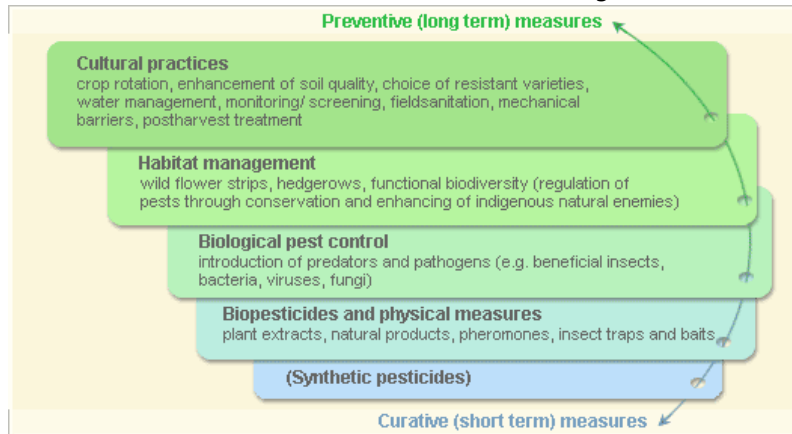 Preventive (long term) measures
Cultural practices
crop rotation, enhancement of soil quality, choice of resistant varieties,
water management, monitoring/ screening, fieldsanitation, mechanical
barriers, postharvest treatment
Habitat management
wild flower strips, hedgerows, functional biodiversity (regulation of
pests through conservation and enhancing of indigenous natural enemies)
Biological pest control
introduction of predators and pathogens (e.g. beneficial insects,
bacteria, viruses, fungi)
Biopesticides and physical measures
plant extracts, natural products, pheromones, insect traps and baits
(Synthetic pesticides)
Curative (short term) measures